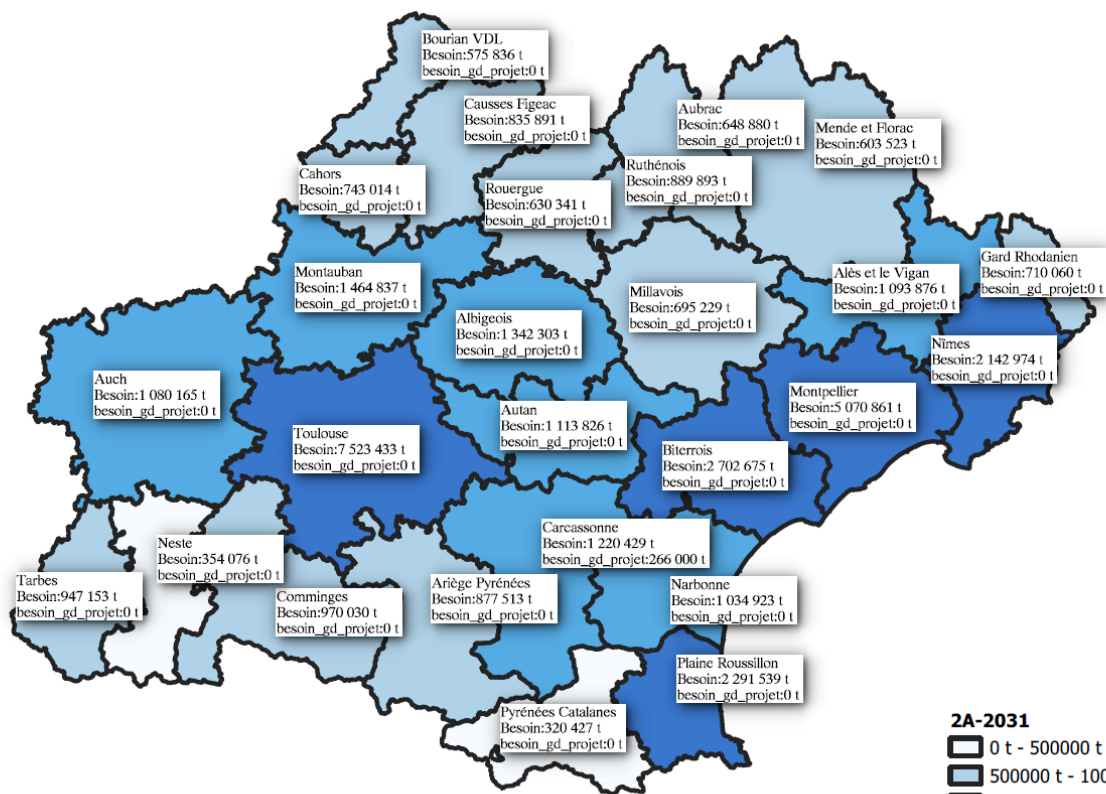 Bourian VDL
Besoin:575 836 t
besoin_gd_projet:0 t
Causses Figeac
Besoin:835 891 t
besoin_gd_projet:0 t
Aubrac
Besoin:648 880 t
besoin_gd_projet:0 t
Mende et Florac
Besoin:603 523 t
besoin_gd_projet:0 t
Cahors
Besoin:743 014 t
besoin_gd_projet:0 t
Rouergue
Besoin:630 341 t
besoin_gd_projet:0 t
Ruthénois
Besoin:889 893 t
besoin_gd_projet:0 t
Montauban
Besoin:1 464 837 t
besoin_gd_projet:0 t
Millavois
Besoin:695 229 t
besoin_gd_projet:0 t
Alès et le Vigan
Besoin:1 093 876 t
besoin_gd_projet:0 t
Gard Rhodanien
Besoin:710 060 t
besoin_gd_projet:0 t
Albigeois
Besoin:1 342 303 t
besoin_gd_projet:0 t
Nîmes
Besoin:2 142 974 t
besoin_gd_projet:0 t
Auch
Besoin:1 080 165 t
besoin_gd_projet:0 t
Autan
Besoin:1 113 826 t
besoin_gd_projet:0 t
Montpellier
Besoin:5 070 861 t
besoin_gd_projet:0 t
Toulouse
Besoin:7 523 433 t
besoin_gd_projet:0 t
Biterrois
Besoin:2 702 675 t
besoin_gd_projet:0 t
Neste
Besoin:354 076 t
besoin_gd_projet:0 t
Carcassonne
Besoin:1 220 429 t
besoin_gd_projet:266 000 t
Tarbes
Besoin:947 153 t
besoin_gd_projet:0 t
Comminges
Besoin:970 030 t
besoin_gd_projet:0 t
Ariège Pyrénées
Besoin:877 513 t
besoin_gd_projet:0 t
Narbonne
Besoin:1 034 923 t
besoin_gd_projet:0 t
Plaine Roussillon
Besoin:2 291 539 t
besoin_gd_projet:0 t
Pyrénées Catalanes
Besoin:320 427 t
besoin_gd_projet:0 t
2A-2031
0 t - 500000 t
500000 t - 100